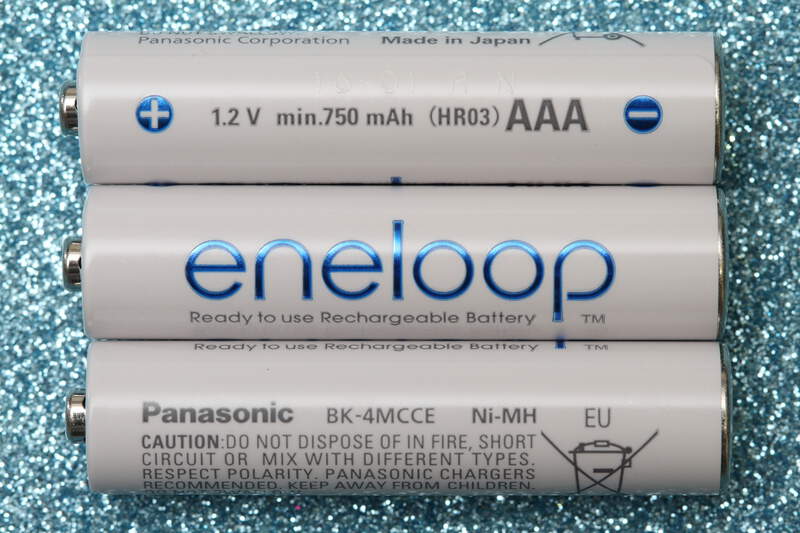 Panasonic Corporation Made in Japan
+ 1.2 V min.750 mAh (HR03) AAA −
eneloop
Ready to use Rechargeable Battery TM
Ready to use Rechargeable Battery TM
Panasonic BK-4MCCE Ni-MH EU
CAUTION:DO NOT DISPOSE OF IN FIRE, SHORT
CIRCUIT OR MIX WITH DIFFERENT TYPES.
RESPECT POLARITY. PANASONIC CHARGERS
RECOMMENDED. KEEP AWAY FROM CHILDREN.